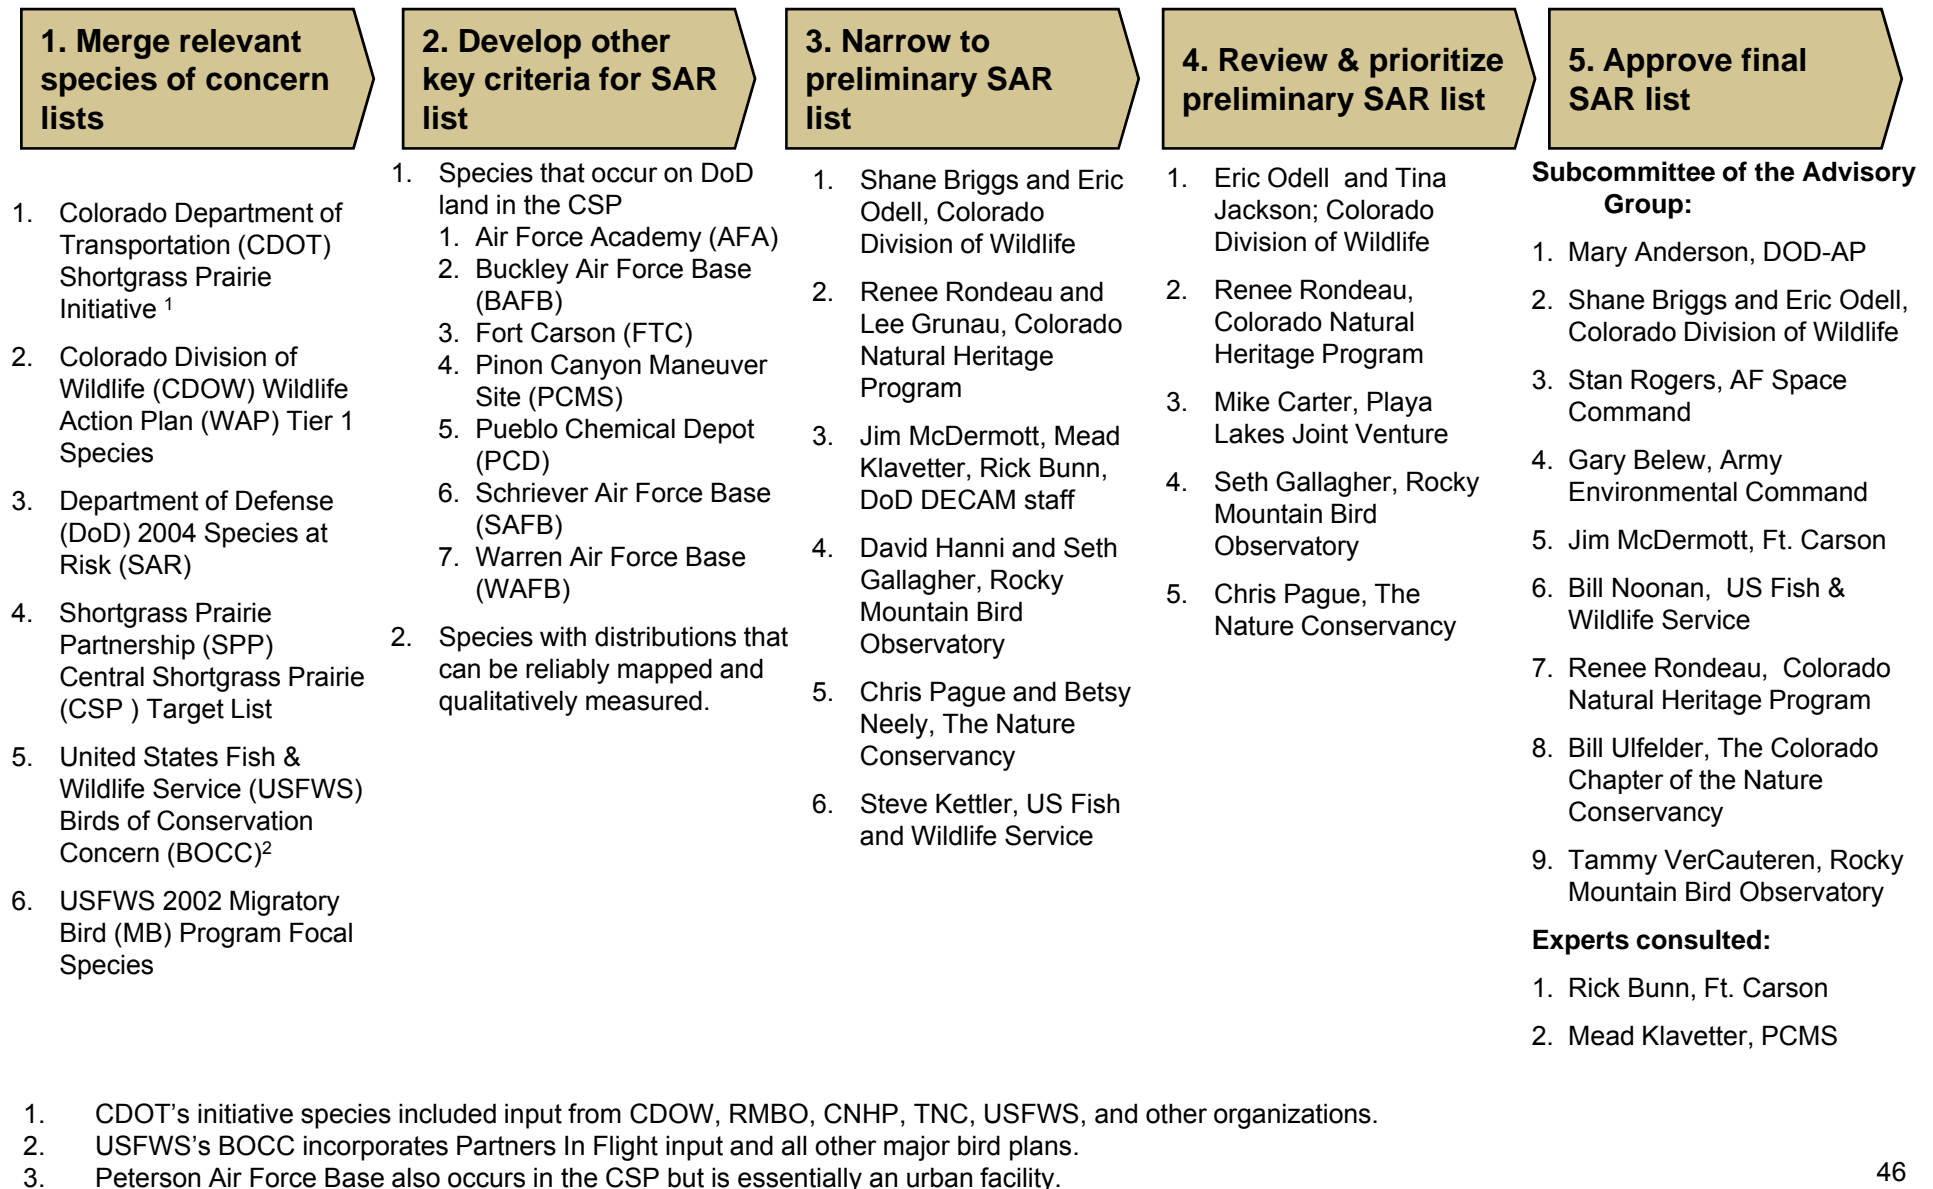 1. Merge relevant
species of concern
lists
2. Develop other
key criteria for SAR
list
3. Narrow to
preliminary SAR
list
4. Review & prioritize
preliminary SAR list
5. Approve final
SAR list
1. Colorado Department of
Transportation (CDOT)
Shortgrass Prairie
Initiative 1
2. Colorado Division of
Wildlife (CDOW) Wildlife
Action Plan (WAP) Tier 1
Species
3. Department of Defense
(DoD) 2004 Species at
Risk (SAR)
4. Shortgrass Prairie
Partnership (SPP)
Central Shortgrass Prairie
(CSP ) Target List
5. United States Fish &
Wildlife Service (USFWS)
Birds of Conservation
Concern (BOCC)2
6. USFWS 2002 Migratory
Bird (MB) Program Focal
Species
1. Species that occur on DoD
land in the CSP
1. Air Force Academy (AFA)
2. Buckley Air Force Base
(BAFB)
3. Fort Carson (FTC)
4. Pinon Canyon Maneuver
Site (PCMS)
5. Pueblo Chemical Depot
(PCD)
6. Schriever Air Force Base
(SAFB)
7. Warren Air Force Base
(WAFB)
2. Species with distributions that
can be reliably mapped and
qualitatively measured.
1. Shane Briggs and Eric
Odell, Colorado
Division of Wildlife
2. Renee Rondeau and
Lee Grunau, Colorado
Natural Heritage
Program
3. Jim McDermott, Mead
Klavetter, Rick Bunn,
DoD DECAM staff
4. David Hanni and Seth
Gallagher, Rocky
Mountain Bird
Observatory
5. Chris Pague and Betsy
Neely, The Nature
Conservancy
6. Steve Kettler, US Fish
and Wildlife Service
1. Eric Odell and Tina
Jackson; Colorado
Division of Wildlife
2. Renee Rondeau,
Colorado Natural
Heritage Program
3. Mike Carter, Playa
Lakes Joint Venture
4. Seth Gallagher, Rocky
Mountain Bird
Observatory
5. Chris Pague, The
Nature Conservancy
Subcommittee of the Advisory
Group:
1. Mary Anderson, DOD-AP
2. Shane Briggs and Eric Odell,
Colorado Division of Wildlife
3. Stan Rogers, AF Space
Command
4. Gary Belew, Army
Environmental Command
5. Jim McDermott, Ft. Carson
6. Bill Noonan, US Fish &
Wildlife Service
7. Renee Rondeau, Colorado
Natural Heritage Program
8. Bill Ulfelder, The Colorado
Chapter of the Nature
Conservancy
9. Tammy VerCauteren, Rocky
Mountain Bird Observatory
Experts consulted:
1. Rick Bunn, Ft. Carson
2. Mead Klavetter, PCMS
1. CDOT’s initiative species included input from CDOW, RMBO, CNHP, TNC, USFWS, and other organizations.
2. USFWS’s BOCC incorporates Partners In Flight input and all other major bird plans.
3. Peterson Air Force Base also occurs in the CSP but is essentially an urban facility.
46